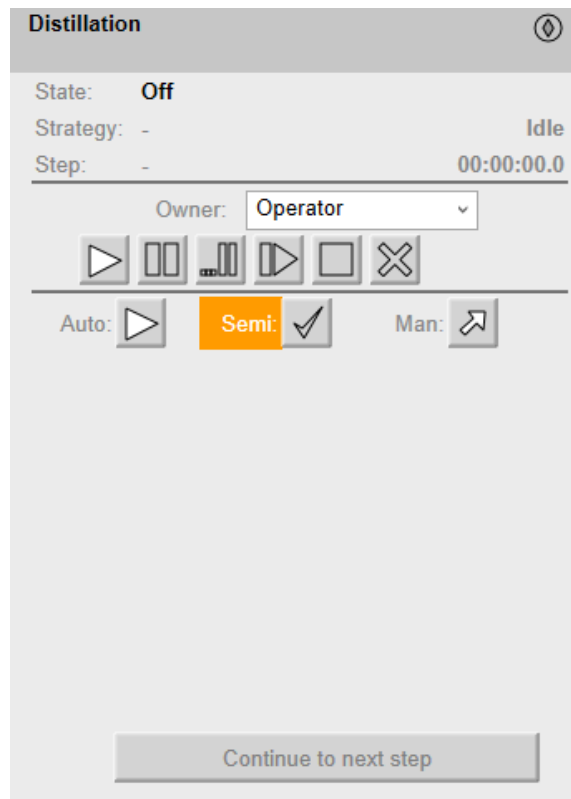 Distillation
State: Off
Strategy: - Idle
Step: - 00:00:00.0
Owner: Operator
Auto: Semi: Man:
Continue to next step